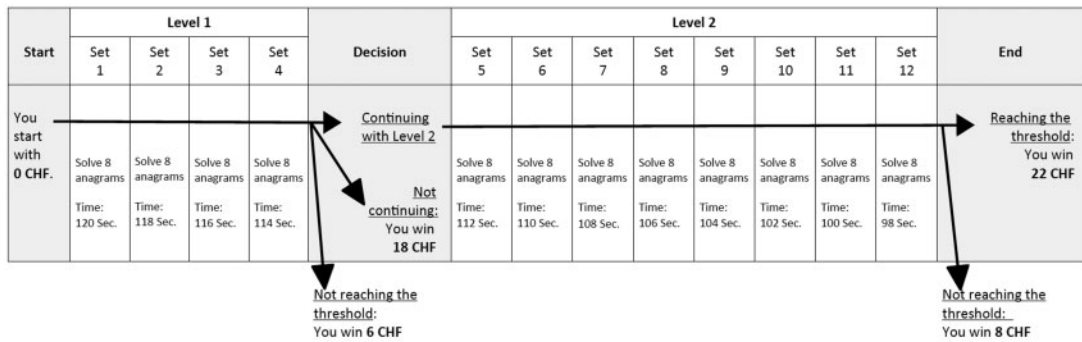 Start
Level 1
Decision
Level 2
End
Set
1
Set
2
Set
3
Set
4
Set
5
Set
6
Set
7
Set
8
Set
9
Set
10
Set
11
Set
12
You
start
with
0 CHF.
Solve 8
anagrams
Time:
120 Sec.
Solve 8
anagrams
Time:
118 Sec.
Solve 8
anagrams
Time:
116 Sec.
Solve 8
anagrams
Time:
114 Sec.
Continuing
with Level 2
Not
continuing:
You win
18 CHF
Solve 8
anagrams
Time:
112 Sec.
Solve 8
anagrams
Time:
110 Sec.
Solve 8
anagrams
Time:
108 Sec.
Solve 8
anagrams
Time:
106 Sec.
Solve 8
anagrams
Time:
104 Sec.
Solve 8
anagrams
Time:
102 Sec.
Solve 8
anagrams
Time:
100 Sec.
Solve 8
anagrams
Time:
98 Sec.
Reaching the
threshold:
You win
22 CHF
Not reaching the
threshold:
You win 6 CHF
Not reaching the
threshold:
You win 8 CHF